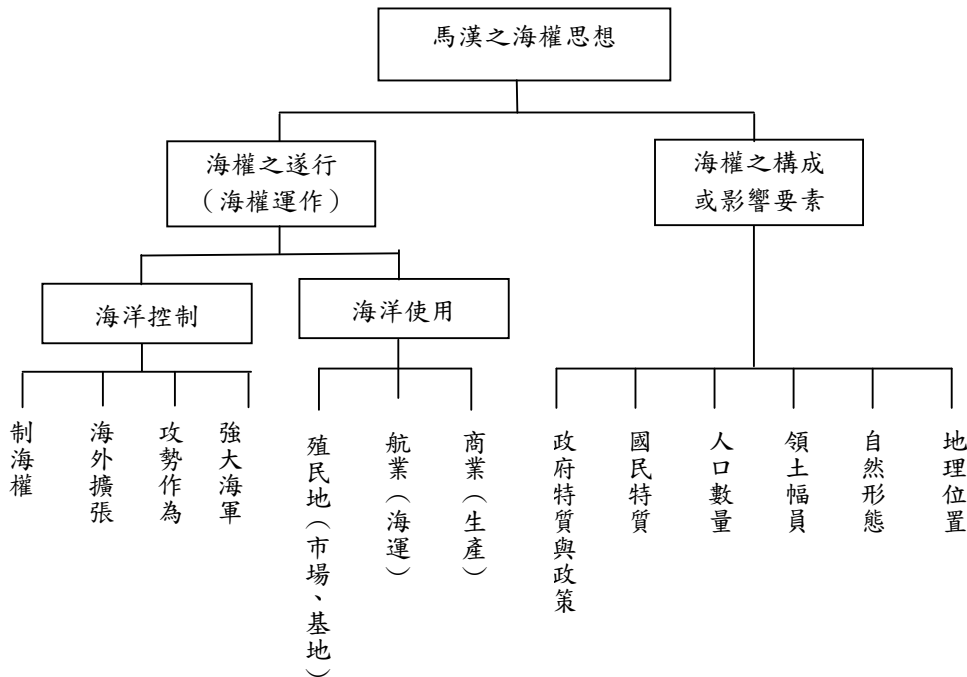 馬漢之海權思想
海權之遂行
（海權運作）
海權之構成
或影響要素
海洋控制
海洋使用
制海權
海外擴張
攻勢作為
強大海軍
殖民地（市場、基地）
航業（海運）
商業（生產）
政府特質與政策
國民特質
人口數量
領土幅員
自然形態
地理位置